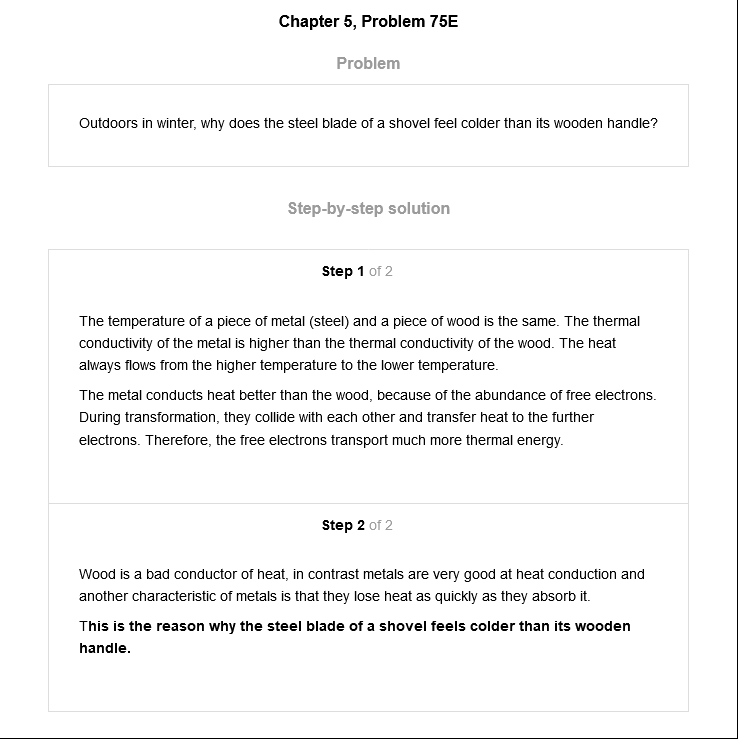 Chapter 5, Problem 75E
Problem
Outdoors in winter, why does the steel blade of a shovel feel colder than its wooden handle?
Step-by-step solution
Step 1 of 2
The temperature of a piece of metal (steel) and a piece of wood is the same. The thermal
conductivity of the metal is higher than the thermal conductivity of the wood. The heat
always flows from the higher temperature to the lower temperature.
The metal conducts heat better than the wood, because of the abundance of free electrons.
During transformation, they collide with each other and transfer heat to the further
electrons. Therefore, the free electrons transport much more thermal energy.
Step 2 of 2
Wood is a bad conductor of heat, in contrast metals are very good at heat conduction and
another characteristic of metals is that they lose heat as quickly as they absorb it.
This is the reason why the steel blade of a shovel feels colder than its wooden
handle.